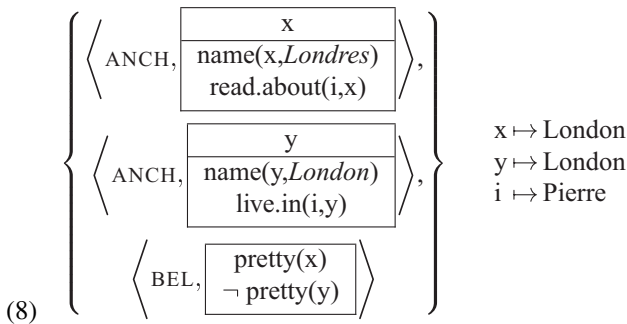 x
ANCH, name(x,Londres)
read.about(i,x) ,
y
ANCH, name(y,London)
live.in(i,y) ,
BEL, pretty(x)
¬ pretty(y)
x ↦ London
y ↦ London
i ↦ Pierre
(8)